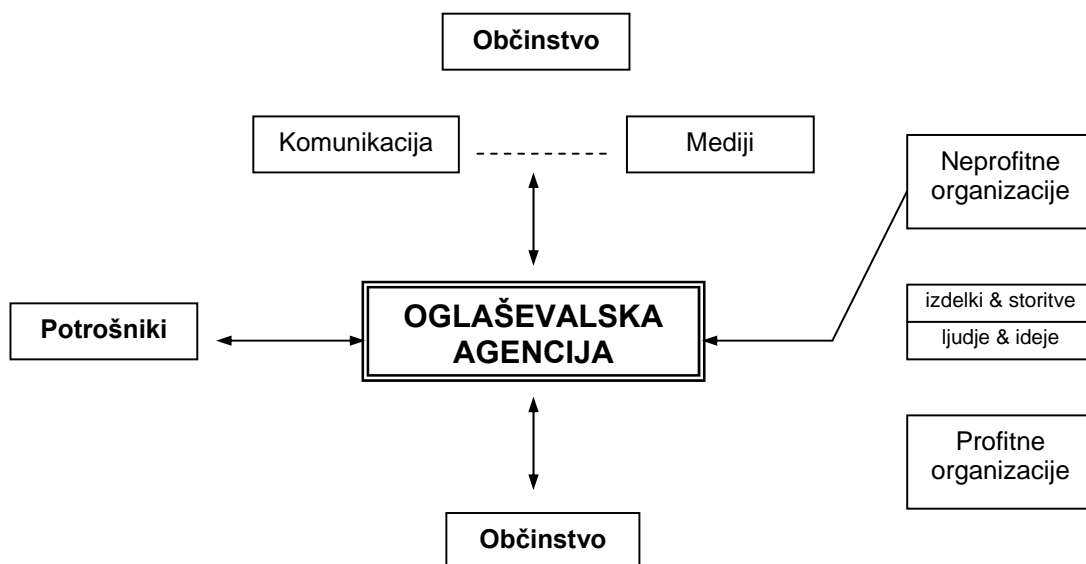 Občinstvo
Komunikacija
Mediji
Neprofitne
organizacije
OGLAŠEVALSKA
AGENCIJA
Potrošniki
izdelki & storitve
ljudje & ideje
Profitne
organizacije
Občinstvo